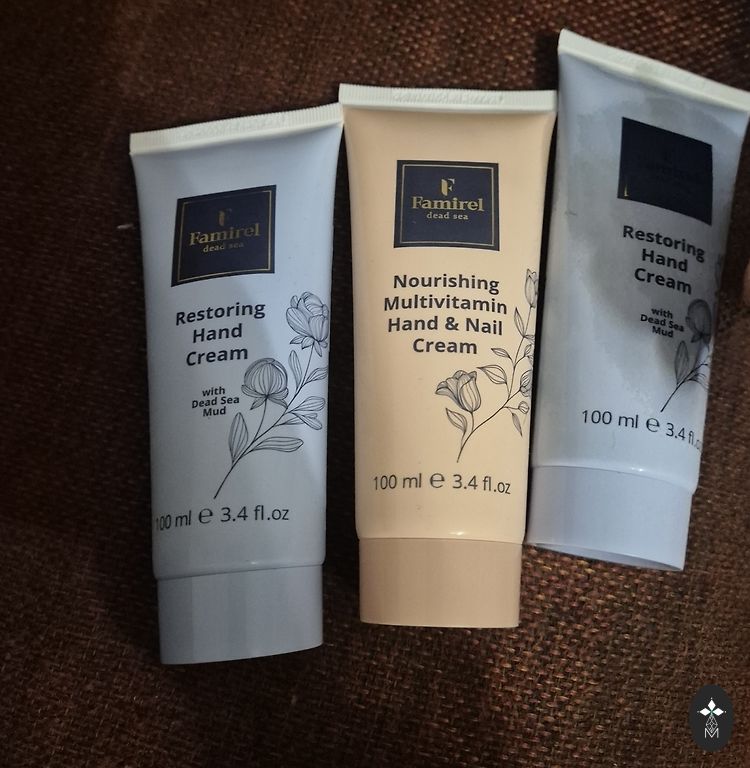 F
Famirel
dead sea
Restoring
Hand
Cream
with
Dead Sea
Mud
100 ml ℮ 3.4 fl.oz
F
Famirel
dead sea
Nourishing
Multivitamin
Hand & Nail
Cream
100 ml ℮ 3.4 fl.oz
Restoring
Hand
Cream
with
Dead Sea
Mud
100 ml ℮ 3.4 fl.oz
M